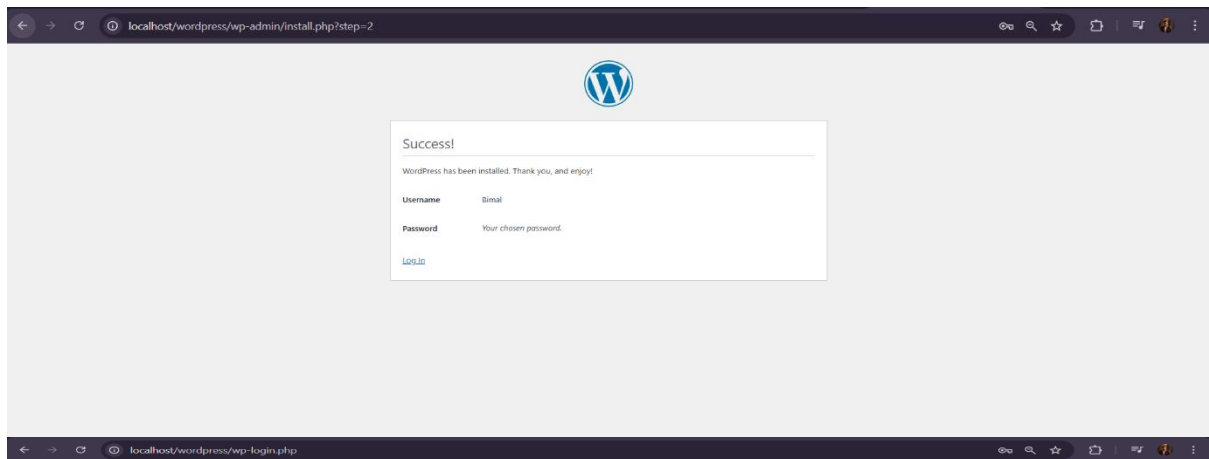 localhost/wordpress/wp-admin/install.php?step=2
Success!
WordPress has been installed. Thank you, and enjoy!
Username Bimal
Password Your chosen password.
Log In
localhost/wordpress/wp-login.php